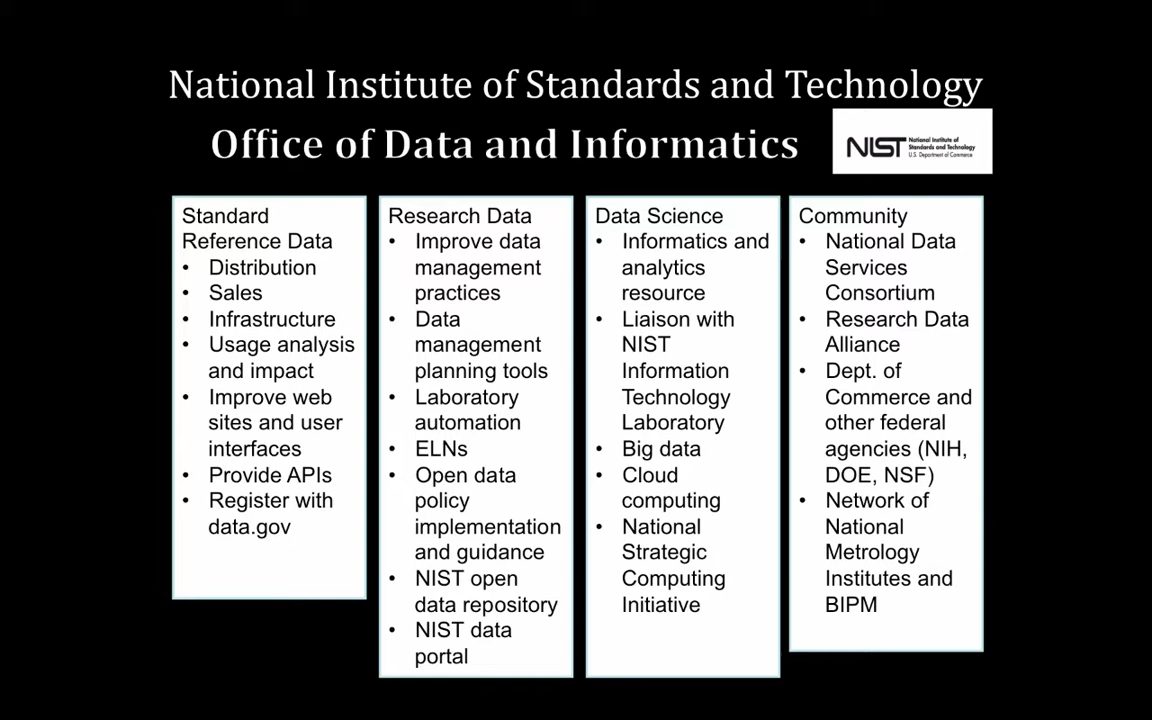 National Institute of Standards and Technology
Office of Data and Informatics
NIST
National Institute of
Standards and Technology
U.S. Department of Commerce
Standard
Reference Data
• Distribution
• Sales
• Infrastructure
• Usage analysis
and impact
• Improve web
sites and user
interfaces
• Provide APIs
• Register with
data.gov
Research Data
• Improve data
management
practices
• Data
management
planning tools
• Laboratory
automation
• ELNs
• Open data
policy
implementation
and guidance
• NIST open
data repository
• NIST data
portal
Data Science
• Informatics and
analytics
resource
• Liaison with
NIST
Information
Technology
Laboratory
• Big data
• Cloud
computing
• National
Strategic
Computing
Initiative
Community
• National Data
Services
Consortium
• Research Data
Alliance
• Dept. of
Commerce and
other federal
agencies (NIH,
DOE, NSF)
• Network of
National
Metrology
Institutes and
BIPM